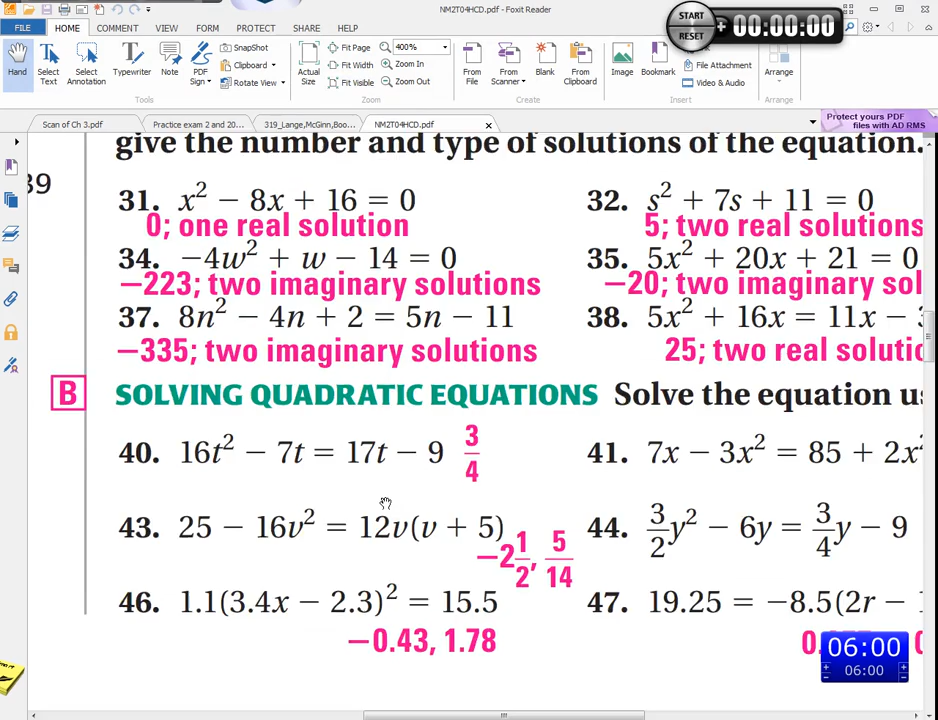 NM2T04HCD.pdf - Foxit Reader
START
RESET
00:00:00
FILE HOME COMMENT VIEW FORM PROTECT SHARE HELP
Hand
Select Text
Select Annotation
Typewriter
Note
PDF Sign
SnapShot
Clipboard
Rotate View
Actual Size
Fit Page
Fit Width
Fit Visible
400%
Zoom In
Zoom Out
From File
From Scanner
Blank
From Clipboard
Image
Bookmark
File Attachment
Video & Audio
Arrange
Tools Zoom Create Insert Arrange
Scan of Ch 3.pdf Practice exam 2 and 20... 319_Lange,McGinn,Boo... NM2T04HCD.pdf
Protect yours PDF
files with AD RMS
give the number and type of solutions of the equation.
39
31. x² − 8x + 16 = 0 32. s² + 7s + 11 = 0
0; one real solution 5; two real solutions
34. −4w² + w − 14 = 0 35. 5x² + 20x + 21 = 0
−223; two imaginary solutions −20; two imaginary sol
37. 8n² − 4n + 2 = 5n − 11 38. 5x² + 16x = 11x −
−335; two imaginary solutions 25; two real solutio
B SOLVING QUADRATIC EQUATIONS Solve the equation u
40. 16t² − 7t = 17t − 9 3/4 41. 7x − 3x² = 85 + 2x²
43. 25 − 16v² = 12v(v + 5) 44. 3/2y² − 6y = 3/4y − 9
−2 1/2, 5/14
46. 1.1(3.4x − 2.3)² = 15.5 47. 19.25 = −8.5(2r −
−0.43, 1.78
06:00
06:00